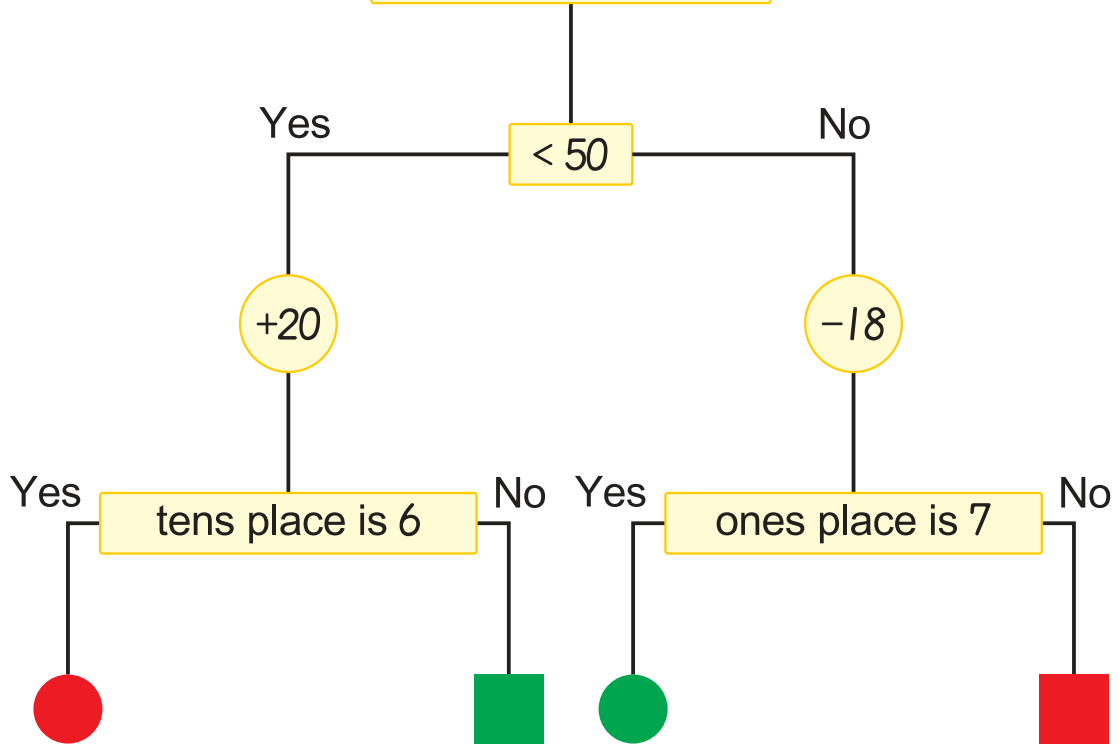 Yes
No
< 50
+20
−18
Yes
No
Yes
No
tens place is 6
ones place is 7